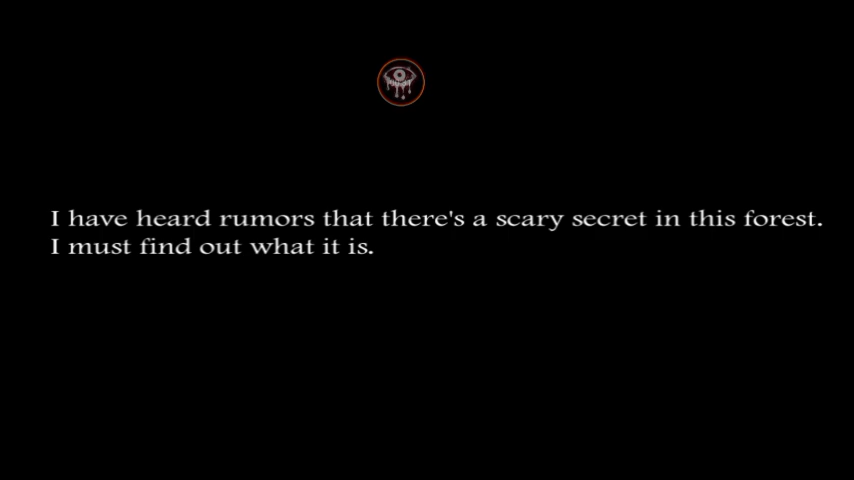 I have heard rumors that there's a scary secret in this forest.
I must find out what it is.